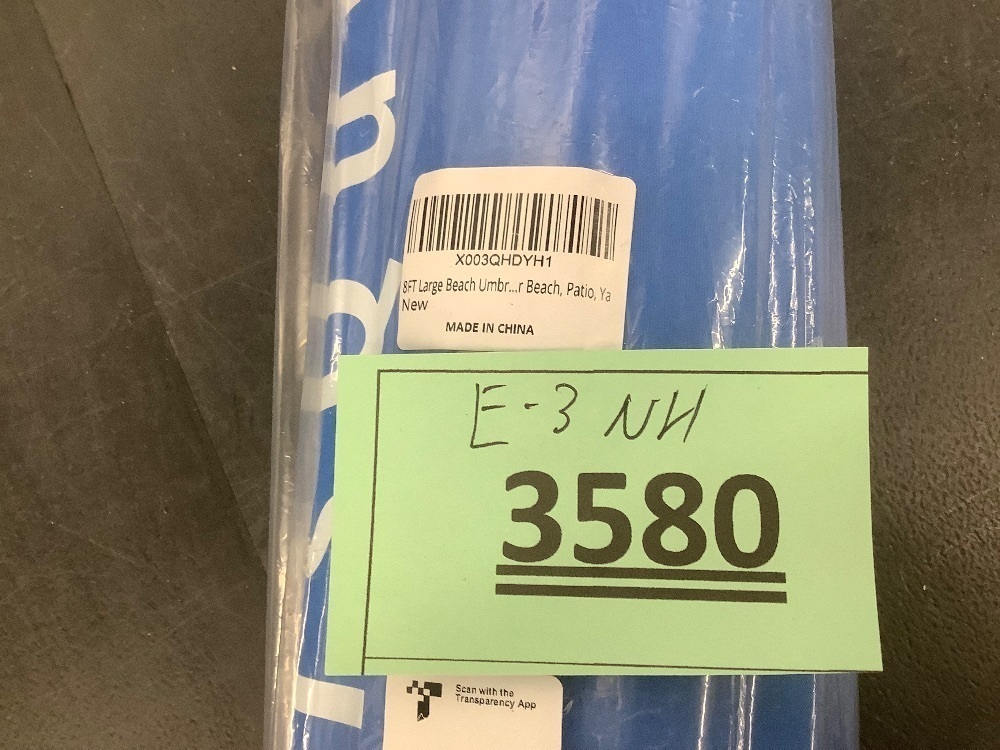 X003QHDYH1
8FT Large Beach Umbr...r Beach, Patio, Ya
New
MADE IN CHINA
E-3 NH
3580
Scan with the
Transparency App